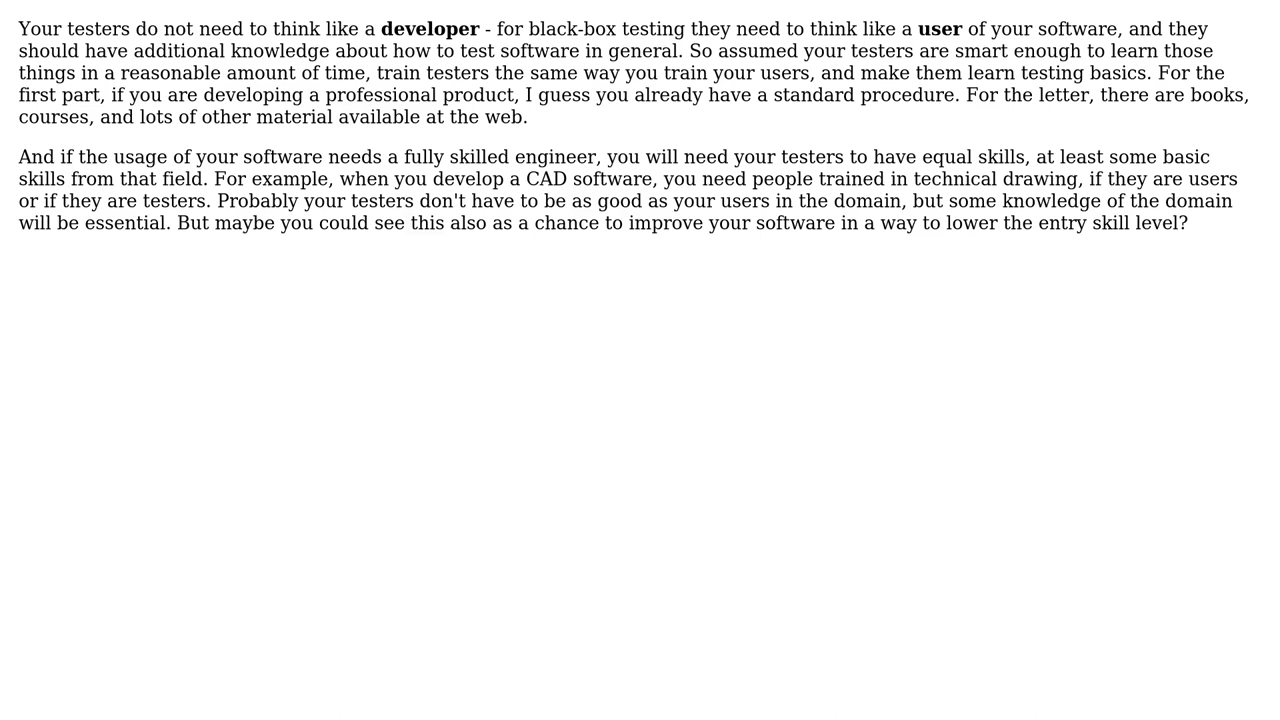 Your testers do not need to think like a developer - for black-box testing they need to think like a user of your software, and they
should have additional knowledge about how to test software in general. So assumed your testers are smart enough to learn those
things in a reasonable amount of time, train testers the same way you train your users, and make them learn testing basics. For the
first part, if you are developing a professional product, I guess you already have a standard procedure. For the letter, there are books,
courses, and lots of other material available at the web.
And if the usage of your software needs a fully skilled engineer, you will need your testers to have equal skills, at least some basic
skills from that field. For example, when you develop a CAD software, you need people trained in technical drawing, if they are users
or if they are testers. Probably your testers don't have to be as good as your users in the domain, but some knowledge of the domain
will be essential. But maybe you could see this also as a chance to improve your software in a way to lower the entry skill level?